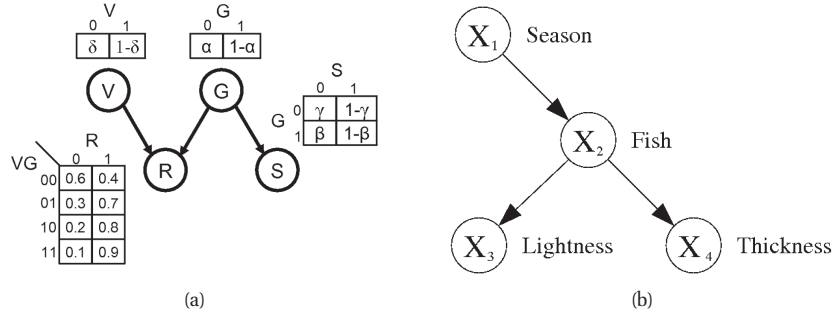 V
0 1
δ 1-δ
G
0 1
α 1-α
S
0 1
G
0 γ 1-γ
1 β 1-β
V
G
R
S
VG
R
0 1
00 0.6 0.4
01 0.3 0.7
10 0.2 0.8
11 0.1 0.9
(a)
X₁ Season
X₂ Fish
X₃ Lightness
X₄ Thickness
(b)